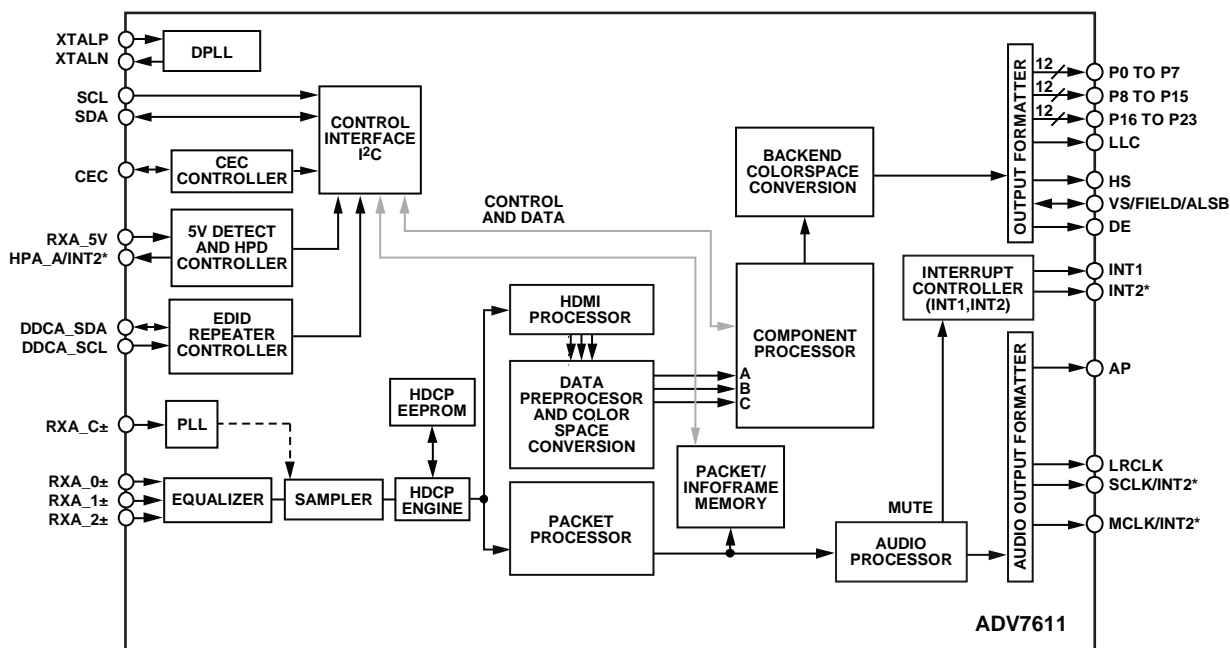 XTALP
XTALN
DPLL
SCL
SDA
CONTROL
INTERFACE
I2C
CEC
CEC
CONTROLLER
RXA_5V
HPA_A/INT2*
5V DETECT
AND HPD
CONTROLLER
DDCA_SDA
DDCA_SCL
EDID
REPEATER
CONTROLLER
RXA_C±
PLL
RXA_0±
RXA_1±
RXA_2±
EQUALIZER
SAMPLER
HDCP
EEPROM
HDCP
ENGINE
CONTROL
AND DATA
HDMI
PROCESSOR
DATA
PREPROCESOR
AND COLOR
SPACE
CONVERSION
PACKET
PROCESSOR
PACKET/
INFOFRAME
MEMORY
A
B
C
COMPONENT
PROCESSOR
BACKEND
COLORSPACE
CONVERSION
INTERRUPT
CONTROLLER
(INT1,INT2)
MUTE
AUDIO
PROCESSOR
OUTPUT FORMATTER
12
12
12
P0 TO P7
P8 TO P15
P16 TO P23
LLC
HS
VS/FIELD/ALSB
DE
INT1
INT2*
AUDIO OUTPUT FORMATTER
AP
LRCLK
SCLK/INT2*
MCLK/INT2*
ADV7611